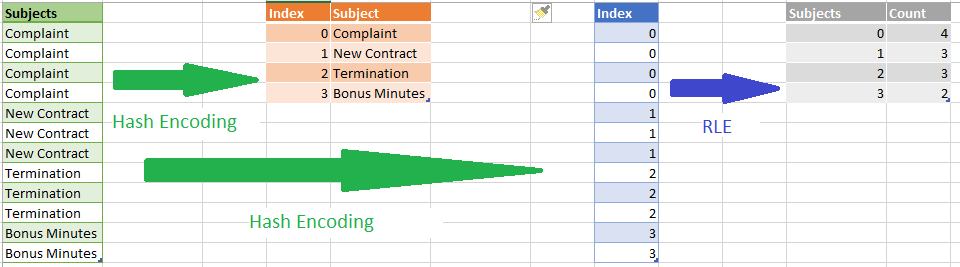 Subjects Index Subject Index Subjects Count
Complaint 0 Complaint 0 0 4
Complaint 1 New Contract 0 1 3
Complaint 2 Termination 0 2 3
Complaint 3 Bonus Minutes 0 3 2
New Contract 1
Hash Encoding RLE
New Contract 1
New Contract 1
Termination 2
Termination 2
Termination 2
Hash Encoding
Bonus Minutes 3
Bonus Minutes 3